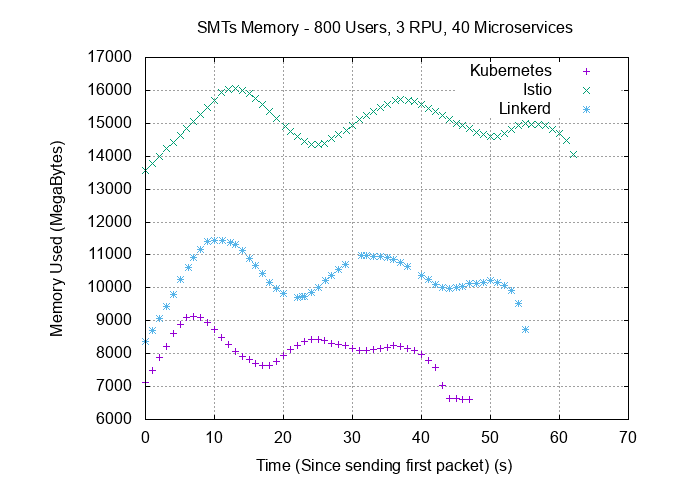 SMTs Memory - 800 Users, 3 RPU, 40 Microservices
17000
16000
15000
14000
13000
12000
11000
10000
9000
8000
7000
6000
Memory Used (MegaBytes)
Kubernetes
Istio
Linkerd
0 10 20 30 40 50 60 70
Time (Since sending first packet) (s)